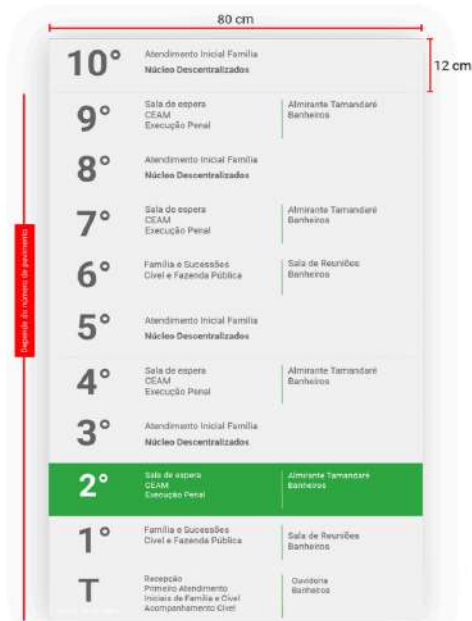 80 cm
12 cm
10°
Atendimento Inicial Família
Núcleo Descentralizados
9°
Sala de espera
CEAM
Execução Penal
Almirante Tamandaré
Banheiros
8°
Atendimento Inicial Família
Núcleo Descentralizados
7°
Sala de espera
CEAM
Execução Penal
Almirante Tamandaré
Banheiros
Depende do número de pavimento
6°
Família e Sucessões
Cível e Fazenda Pública
Sala de Reuniões
Banheiros
5°
Atendimento Inicial Família
Núcleo Descentralizados
4°
Sala de espera
CEAM
Execução Penal
Almirante Tamandaré
Banheiros
3°
Atendimento Inicial Família
Núcleo Descentralizados
2°
Sala de espera
CEAM
Execução Penal
Almirante Tamandaré
Banheiros
1°
Família e Sucessões
Cível e Fazenda Pública
Sala de Reuniões
Banheiros
T
Recepção
Primeiro Atendimento
Iniciais de Família e Cível
Acompanhamento Cível
Ouvidoria
Banheiros